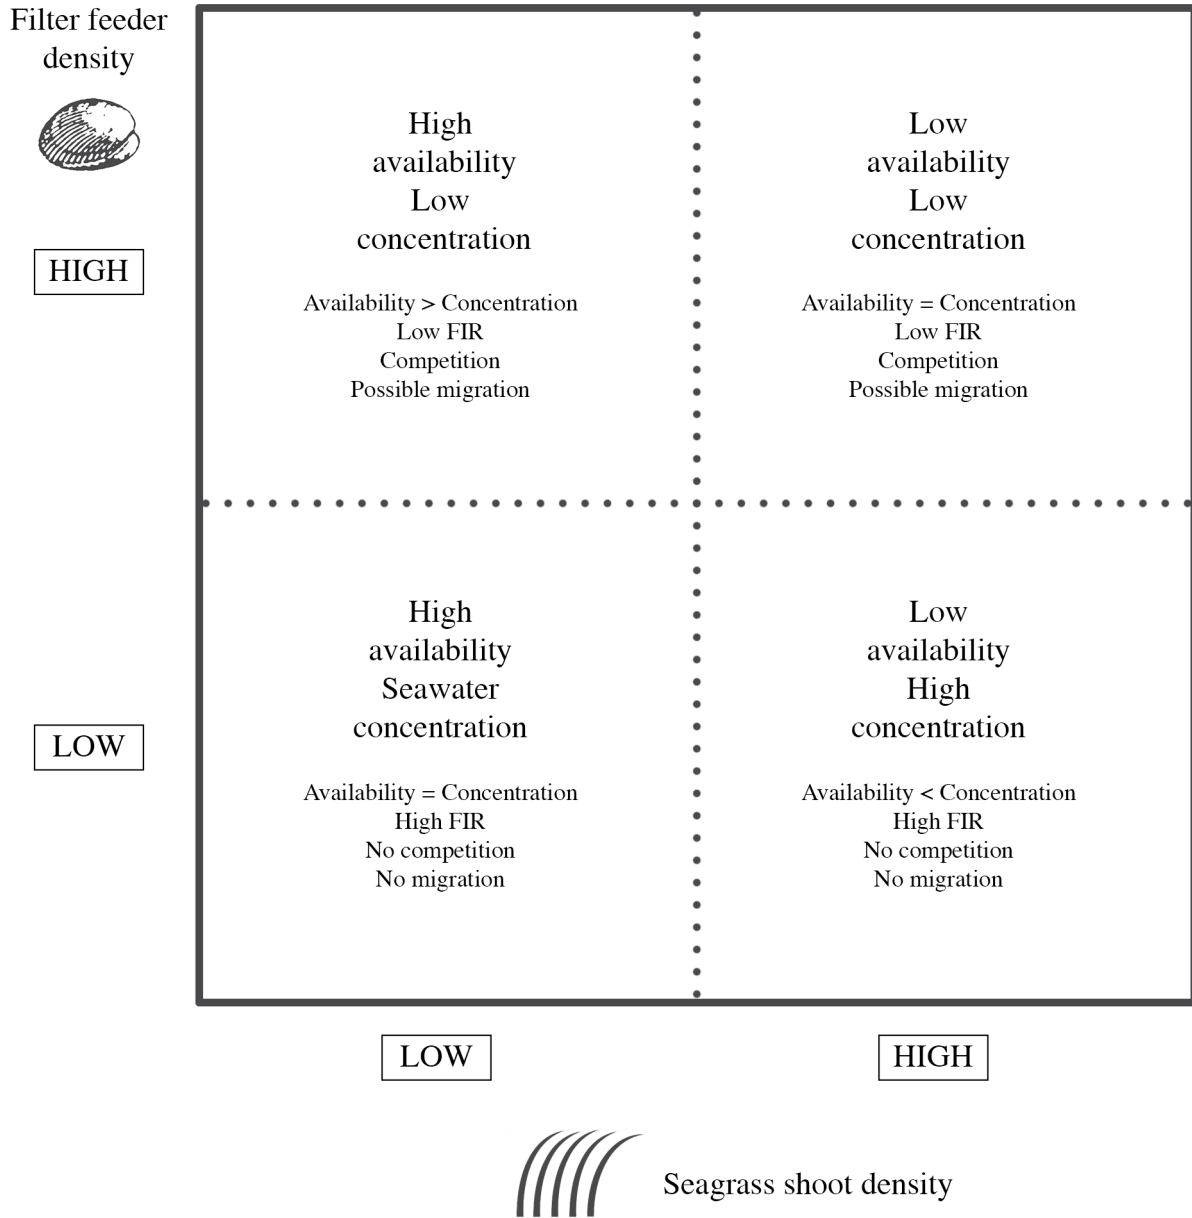 Filter feeder
density
HIGH
LOW
High
availability
Low
concentration
Availability > Concentration
Low FIR
Competition
Possible migration
Low
availability
Low
concentration
Availability = Concentration
Low FIR
Competition
Possible migration
High
availability
Seawater
concentration
Availability = Concentration
High FIR
No competition
No migration
Low
availability
High
concentration
Availability < Concentration
High FIR
No competition
No migration
LOW
HIGH
Seagrass shoot density